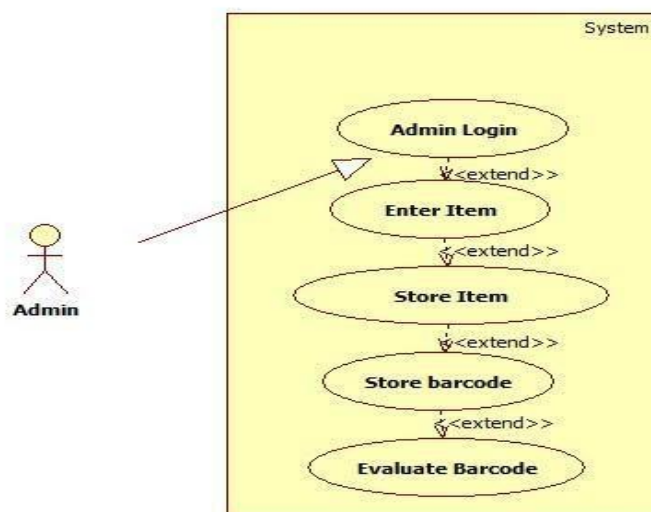 System
Admin Login
<<extend>>
Enter Item
<<extend>>
Store Item
<<extend>>
Store barcode
<<extend>>
Evaluate Barcode
Admin